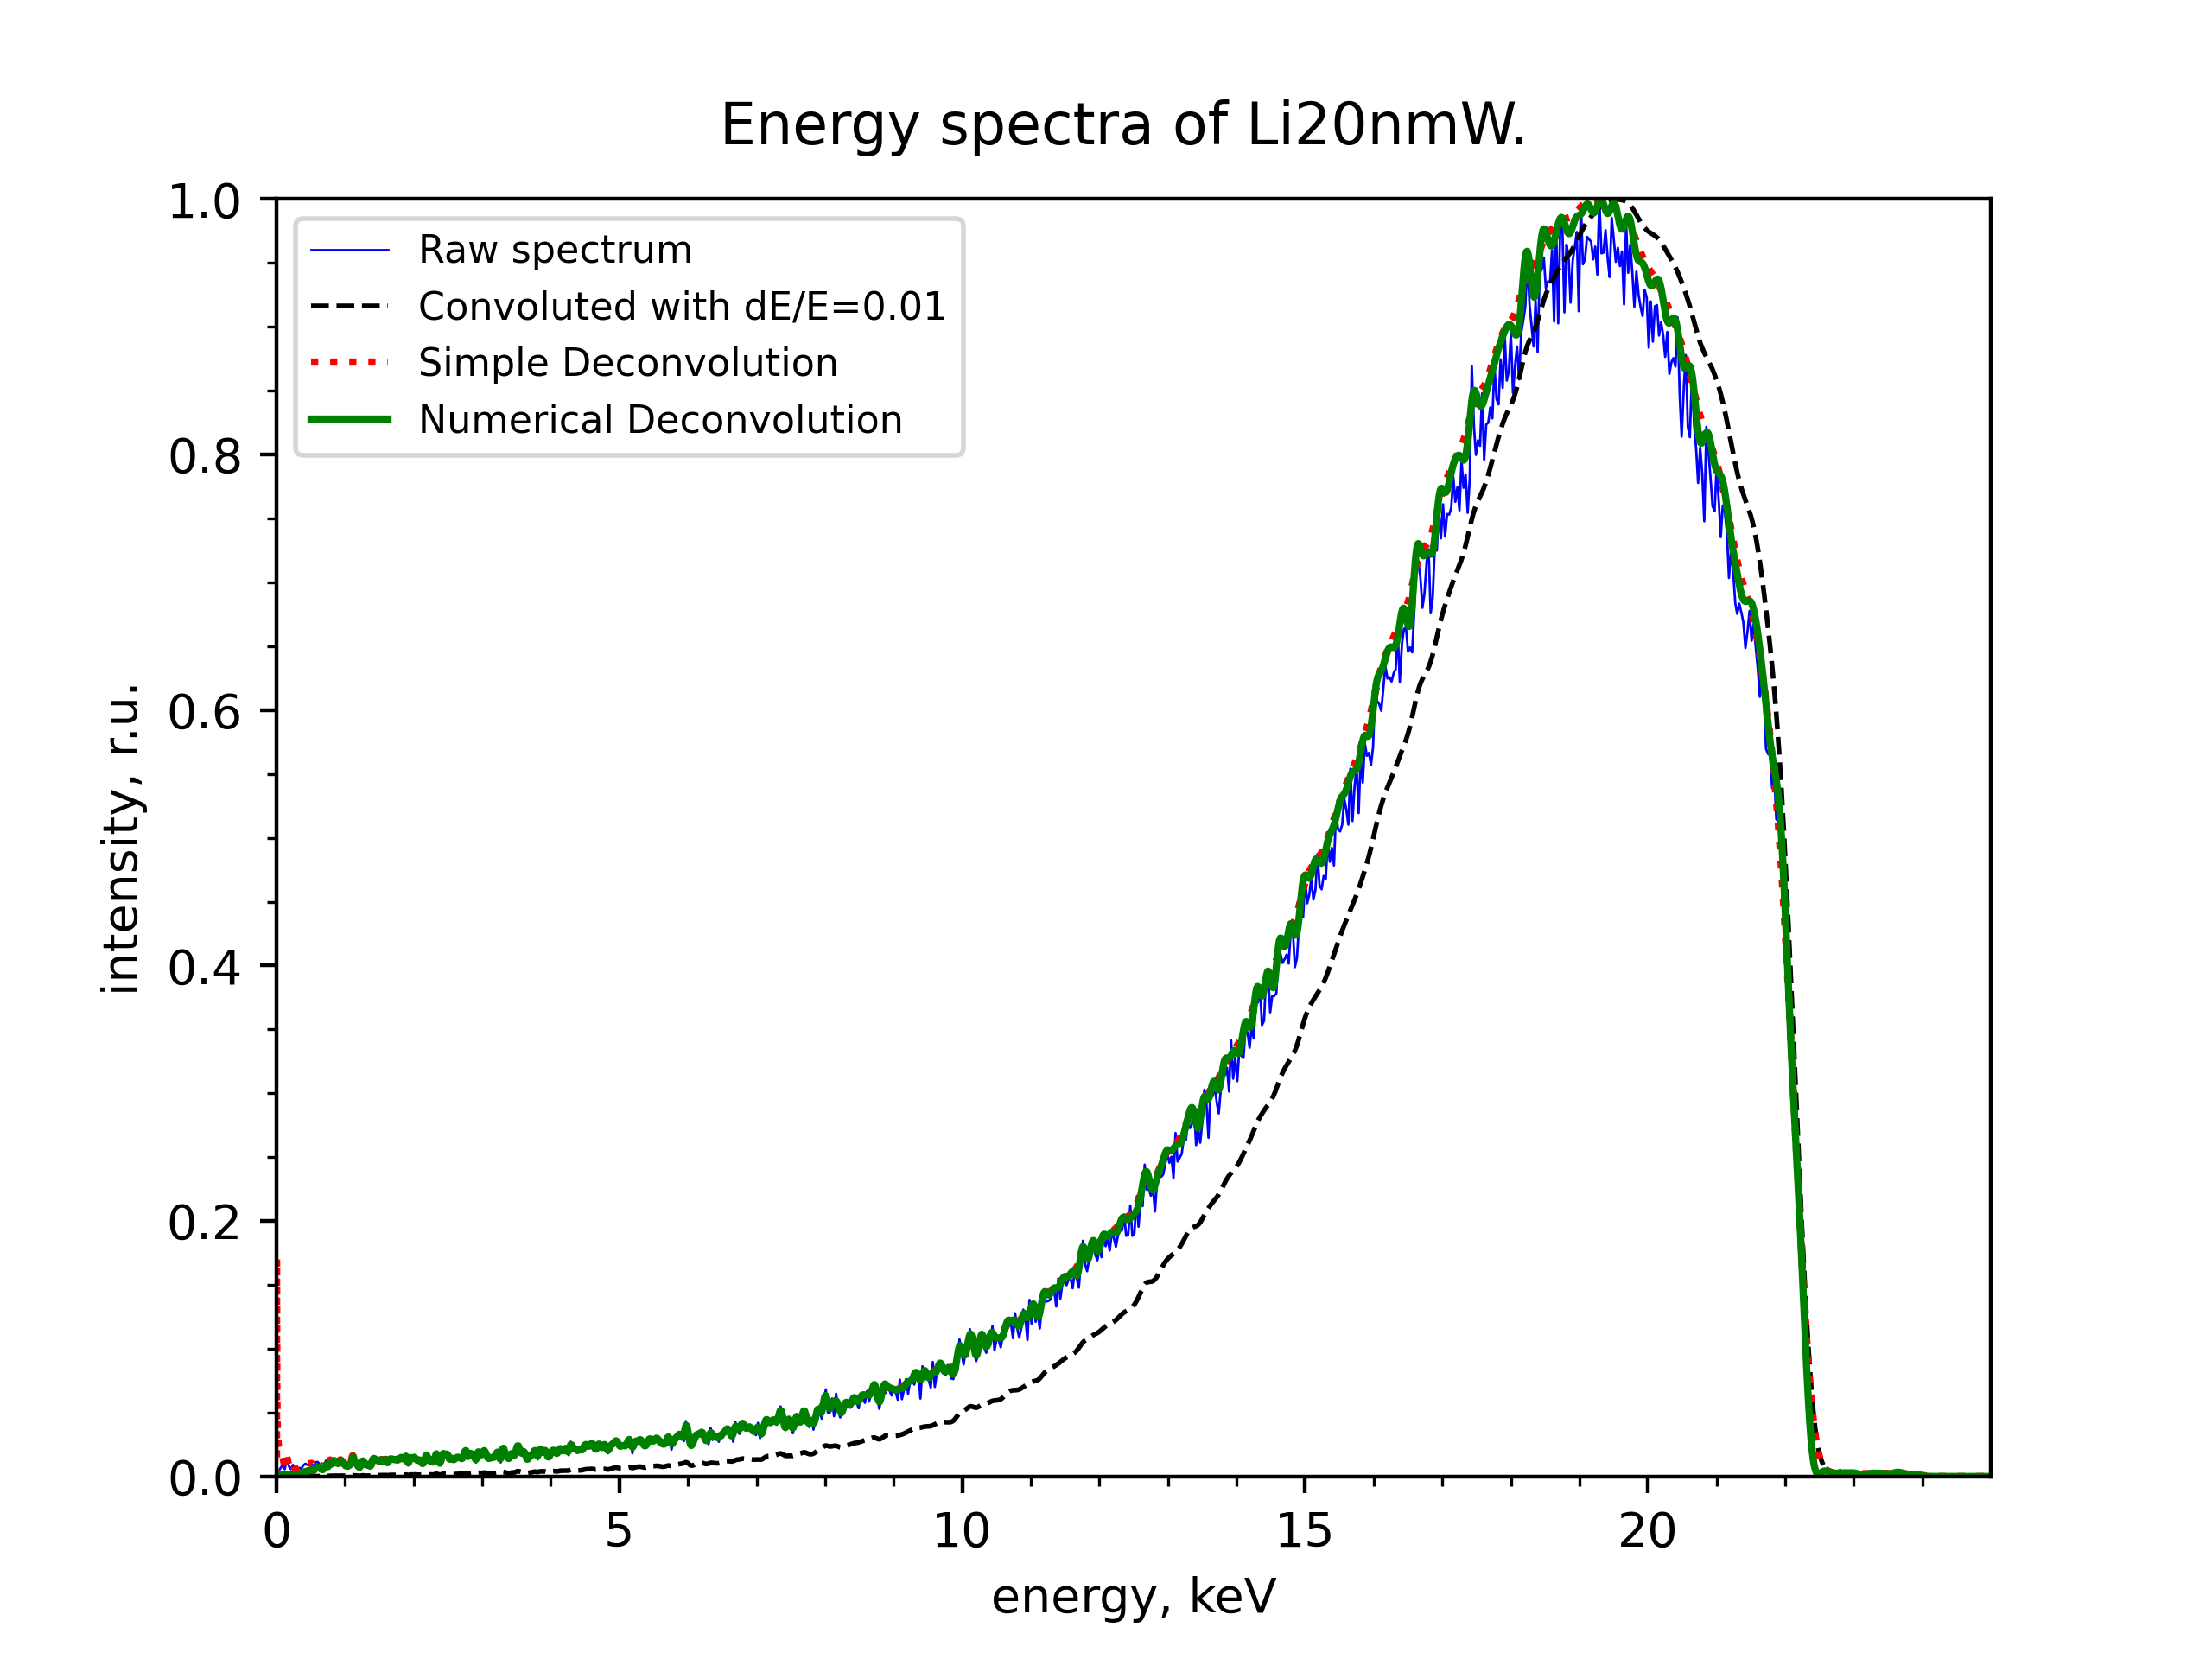 Energy spectra of Li20nmW.
1.0
0.8
0.6
0.4
0.2
0.0
intensity, r.u.
Raw spectrum
Convoluted with dE/E=0.01
Simple Deconvolution
Numerical Deconvolution
0 5 10 15 20
energy, keV